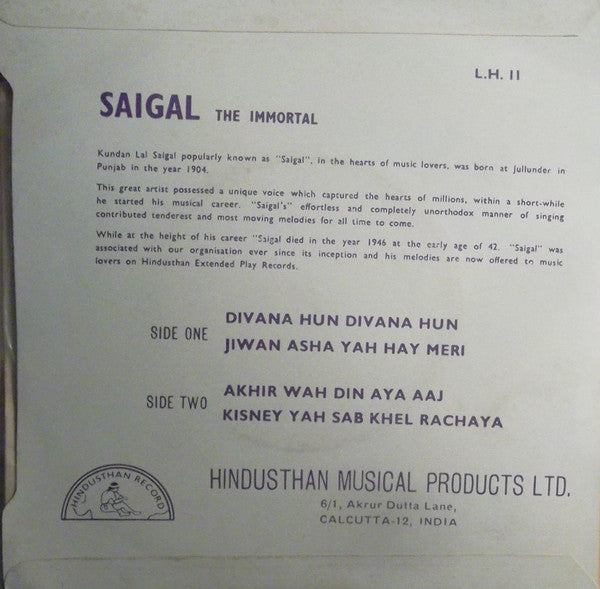 L.H. 11
SAIGAL THE IMMORTAL
Kundan Lal Saigal popularly known as "Saigal", in the hearts of music lovers, was born at Jullunder in
Punjab in the year 1904.
This great artist possessed a unique voice which captured the hearts of millions, within a short-while
he started his musical career. "Saigal's" effortless and completely unorthodox manner of singing
contributed tenderest and most moving melodies for all time to come.
While at the height of his career "Saigal died in the year 1946 at the early age of 42. "Saigal" was
associated with our organisation ever since its inception and his melodies are now offered to music
lovers on Hindusthan Extended Play Records.
SIDE ONE
DIVANA HUN DIVANA HUN
JIWAN ASHA YAH HAY MERI
SIDE TWO
AKHIR WAH DIN AYA AAJ
KISNEY YAH SAB KHEL RACHAYA
HINDUSTHAN RECORD
HINDUSTHAN MUSICAL PRODUCTS LTD.
6/1, Akrur Dutta Lane,
CALCUTTA-12, INDIA